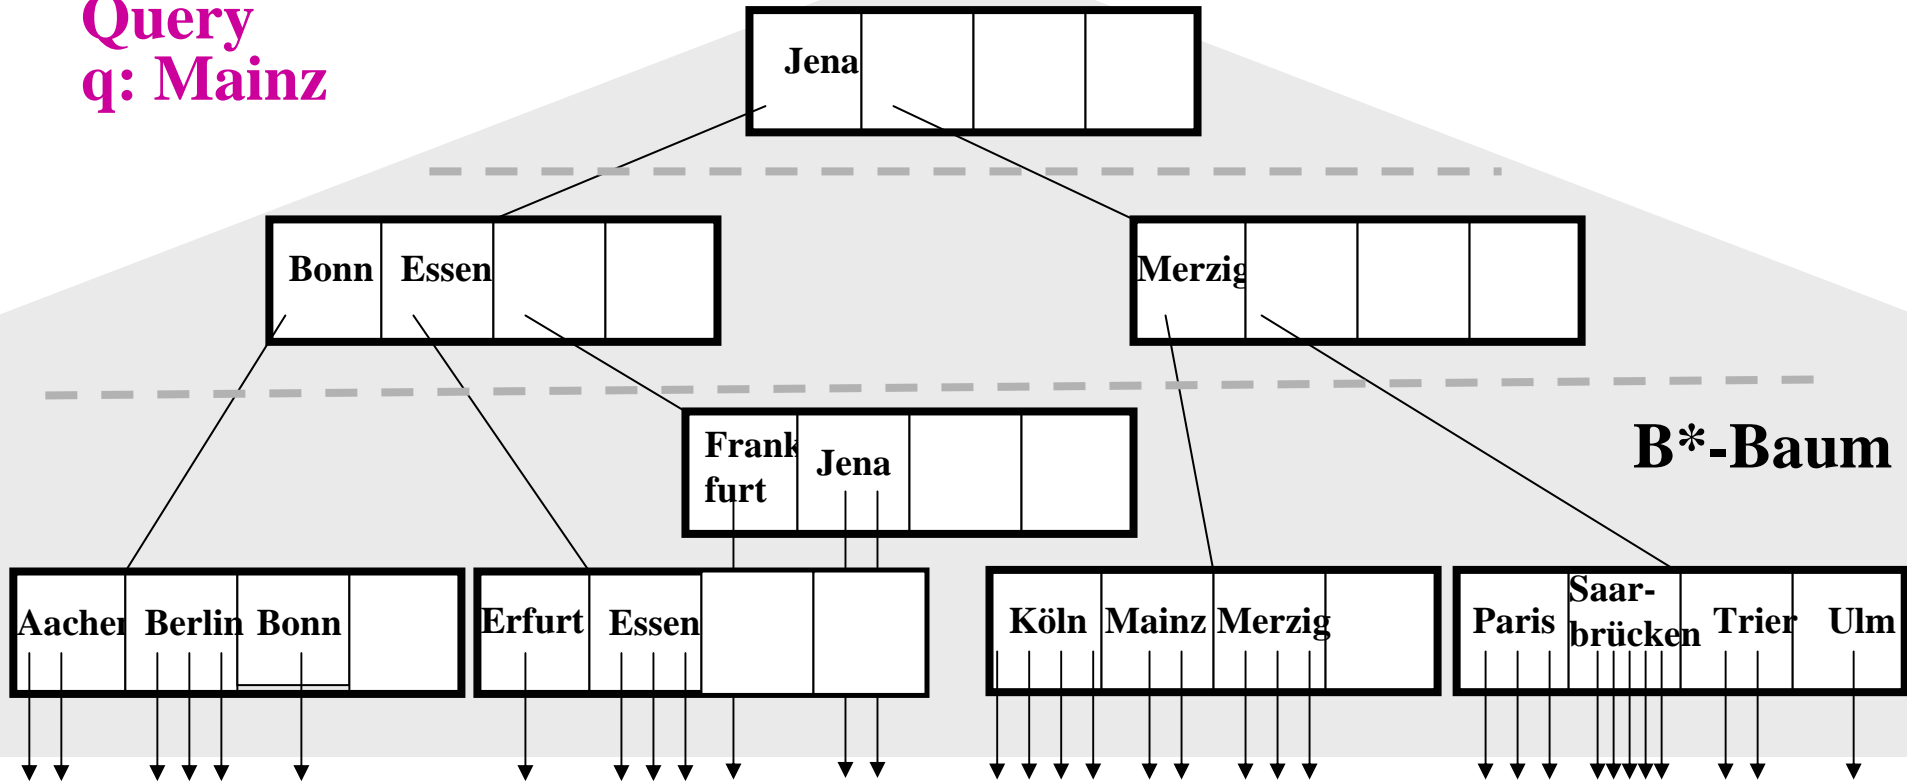 Query
q: Mainz
Jena
Bonn Essen
Merzig
B*-Baum
Frank
furt
Jena
Aachen Berlin Bonn
Erfurt Essen
Köln Mainz Merzig
Paris
Saar-
brücken
Trier Ulm